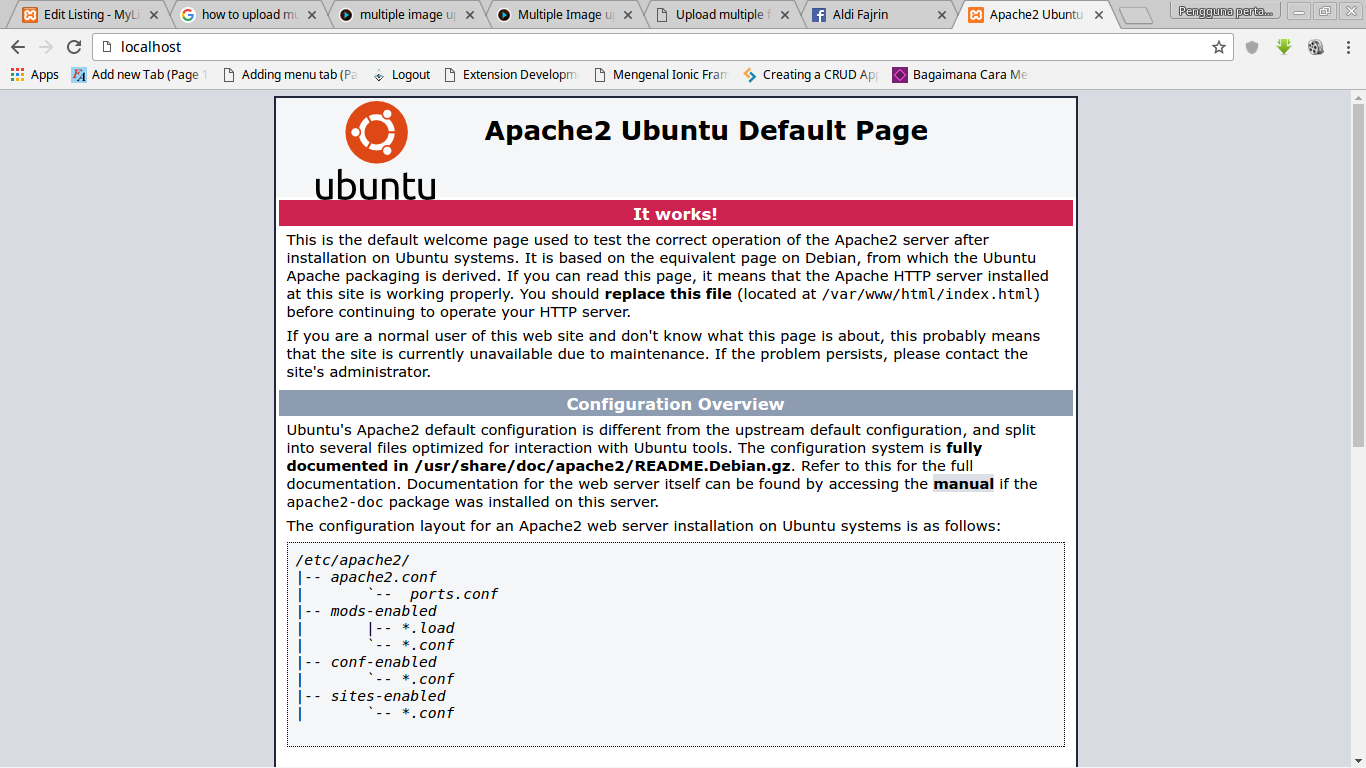 Edit Listing - MyLi
how to upload mu
multiple image up
Multiple Image up
Upload multiple f
Aldi Fajrin
Apache2 Ubuntu
Pengguna perta...
localhost
Apps
Add new Tab (Page 1
Adding menu tab (Pa
Logout
Extension Developm
Mengenal Ionic Fran
Creating a CRUD App
Bagaimana Cara Me
ubuntu
Apache2 Ubuntu Default Page
It works!
This is the default welcome page used to test the correct operation of the Apache2 server after
installation on Ubuntu systems. It is based on the equivalent page on Debian, from which the Ubuntu
Apache packaging is derived. If you can read this page, it means that the Apache HTTP server installed
at this site is working properly. You should replace this file (located at /var/www/html/index.html)
before continuing to operate your HTTP server.
If you are a normal user of this web site and don't know what this page is about, this probably means
that the site is currently unavailable due to maintenance. If the problem persists, please contact the
site's administrator.
Configuration Overview
Ubuntu's Apache2 default configuration is different from the upstream default configuration, and split
into several files optimized for interaction with Ubuntu tools. The configuration system is fully
documented in /usr/share/doc/apache2/README.Debian.gz. Refer to this for the full
documentation. Documentation for the web server itself can be found by accessing the manual if the
apache2-doc package was installed on this server.
The configuration layout for an Apache2 web server installation on Ubuntu systems is as follows:
/etc/apache2/
|-- apache2.conf
|       `--  ports.conf
|-- mods-enabled
|       |-- *.load
|       `-- *.conf
|-- conf-enabled
|       `-- *.conf
|-- sites-enabled
|       `-- *.conf